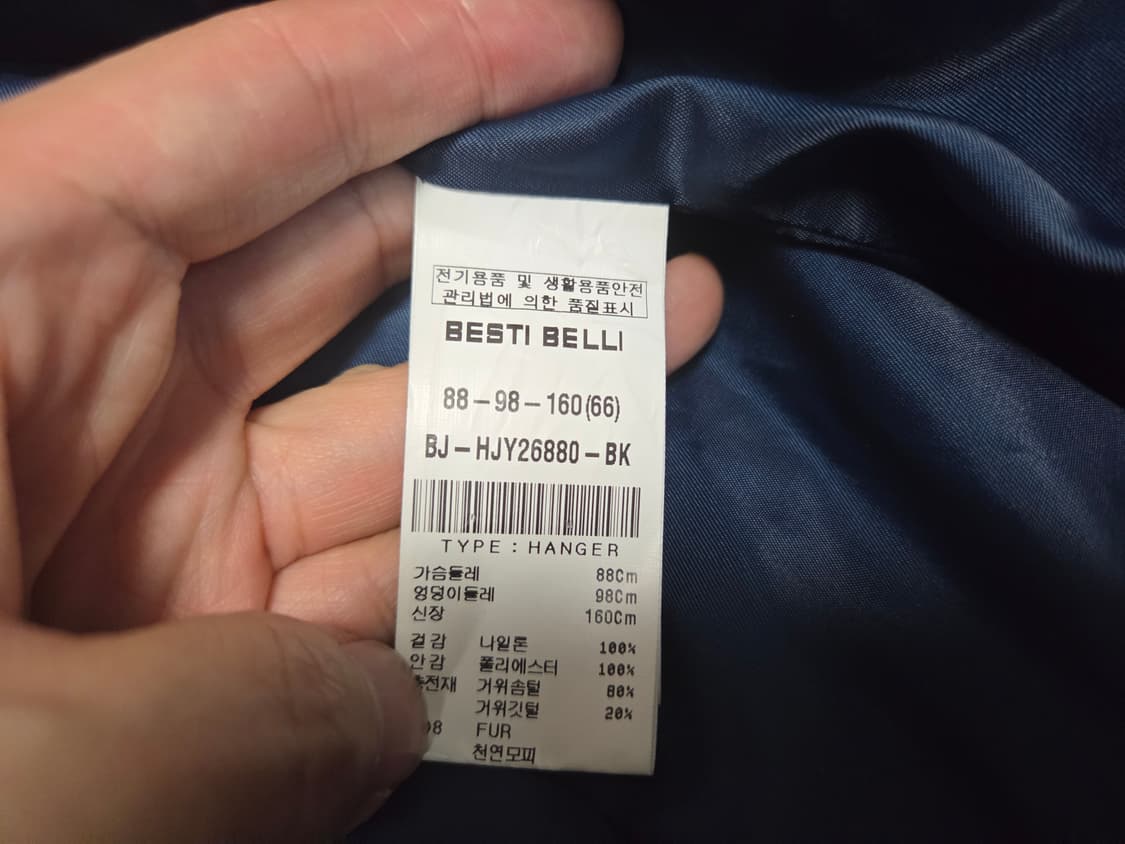 전기용품 및 생활용품안전
관리법에 의한 품질표시
BESTI BELLI
88-98-160(66)
BJ-HJY26880-BK
TYPE : HANGER
가슴둘레 88Cm
엉덩이둘레 98Cm
신장 160Cm
겉감 나일론 100%
안감 폴리에스터 100%
충전재 거위솜털 80%
거위깃털 20%
FUR
천연모피